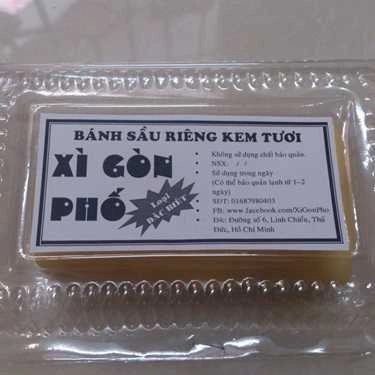 BÁNH SẦU RIÊNG KEM TƯƠI
XÌ GÒN
PHỐ
Loại
ĐẶC BIỆT
• Không sử dụng chất bảo quản.
• NSX: / /
• Sử dụng trong ngày
(Có thể bảo quản lạnh từ 1-2
ngày)
• SĐT: 01687980403
• FB: www.facebook.com/XiGonPho
• Đ/c: Đường số 6, Linh Chiểu, Thủ
Đức, Hồ Chí Minh